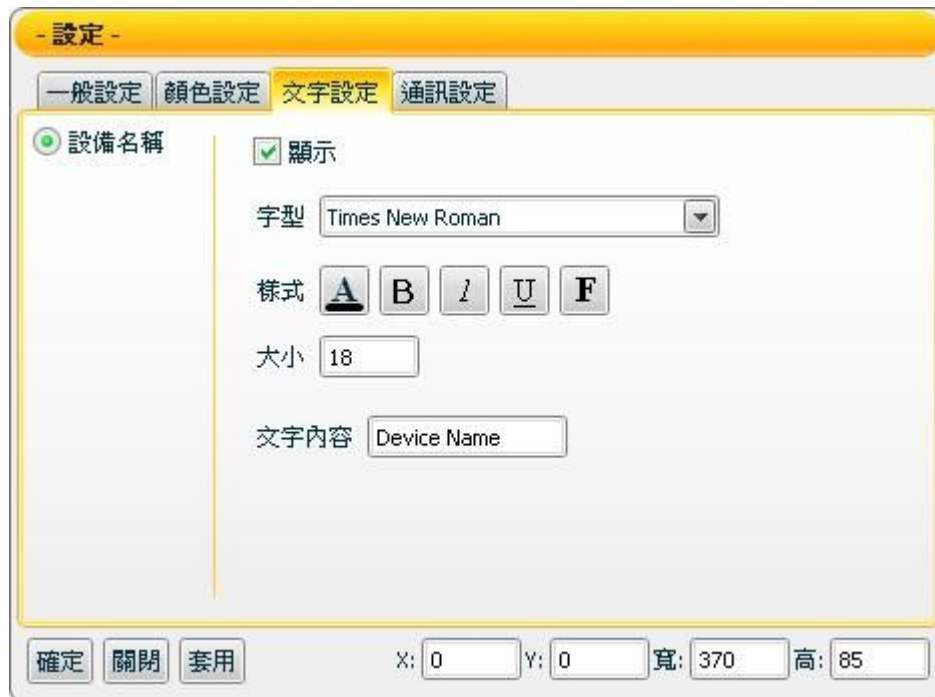 - 設定 -
一般設定 顏色設定 文字設定 通訊設定
設備名稱
顯示
字型 Times New Roman
樣式 A B I U F
大小 18
文字內容 Device Name
確定 關閉 套用 X: 0 Y: 0 寬: 370 高: 85